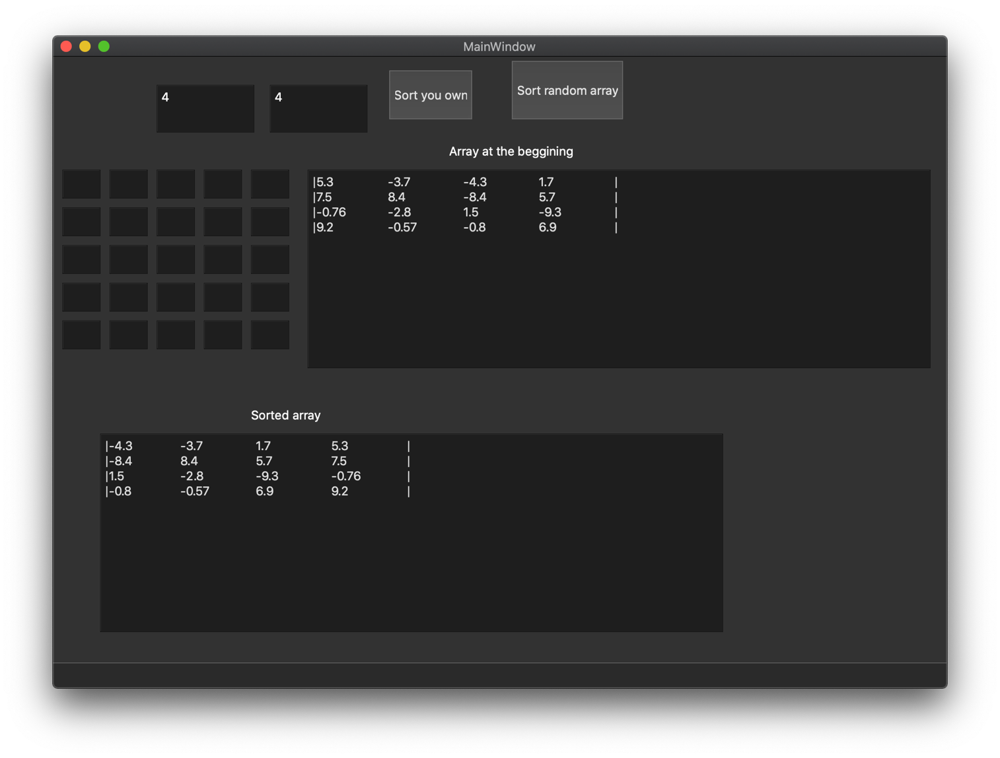 MainWindow
4 4 Sort you own Sort random array
Array at the beggining
|5.3 -3.7 -4.3 1.7 |
|7.5 8.4 -8.4 5.7 |
|-0.76 -2.8 1.5 -9.3 |
|9.2 -0.57 -0.8 6.9 |
Sorted array
|-4.3 -3.7 1.7 5.3 |
|-8.4 8.4 5.7 7.5 |
|1.5 -2.8 -9.3 -0.76 |
|-0.8 -0.57 6.9 9.2 |